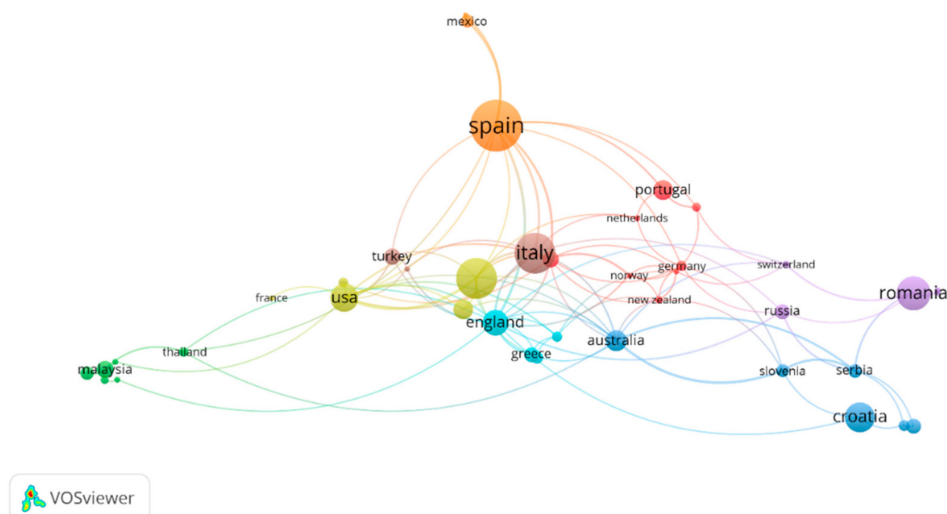 mexico
spain
portugal
netherlands
italy
turkey
switzerland
germany
norway
france
usa
new zealand
romania
russia
england
australia
thailand
greece
malaysia
slovenia
serbia
croatia
VOSviewer